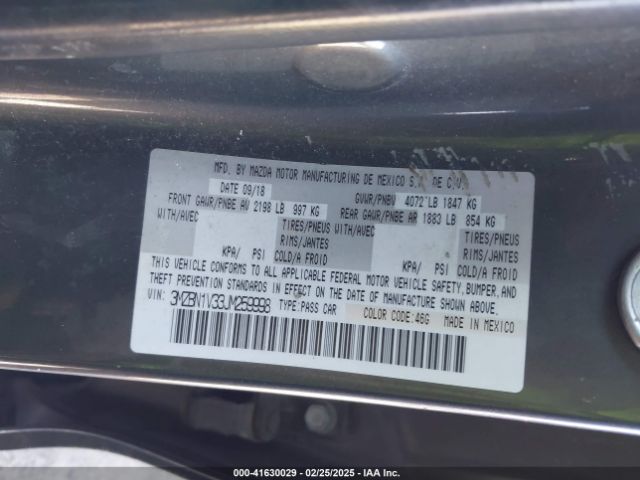 MFD. BY MAZDA MOTOR MANUFACTURING DE MEXICO S. DE C.V.
DATE 09/18 GVWR/PNBV 4072 LB 1847 KG
FRONT GAWR/PNBE AV 2198 LB 997 KG REAR GAWR/PNBE AR 1883 LB 854 KG
WITH/AVEC TIRES/PNEUS WITH/AVEC TIRES/PNEUS
RIMS/JANTES RIMS/JANTES
KPA/ PSI COLD/A FROID KPA/ PSI COLD/A FROID
THIS VEHICLE CONFORMS TO ALL APPLICABLE FEDERAL MOTOR VEHICLE SAFETY, BUMPER, AND
THEFT PREVENTION STANDARDS IN EFFECT ON THE DATE OF MANUFACTURE SHOWN ABOVE.
VIN: 3MZBN1V33JM259998 TYPE: PASS CAR COLOR CODE: 46G MADE IN MEXICO
000-41630029 - 02/25/2025 - IAA Inc.